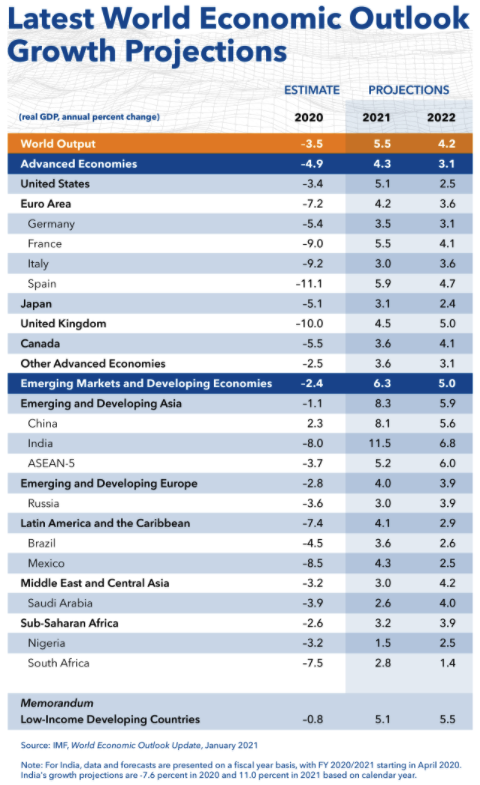 Latest World Economic Outlook
Growth Projections
ESTIMATE PROJECTIONS
(real GDP, annual percent change) 2020 2021 2022
World Output –3.5 5.5 4.2
Advanced Economies –4.9 4.3 3.1
United States –3.4 5.1 2.5
Euro Area –7.2 4.2 3.6
Germany –5.4 3.5 3.1
France –9.0 5.5 4.1
Italy –9.2 3.0 3.6
Spain –11.1 5.9 4.7
Japan –5.1 3.1 2.4
United Kingdom –10.0 4.5 5.0
Canada –5.5 3.6 4.1
Other Advanced Economies –2.5 3.6 3.1
Emerging Markets and Developing Economies –2.4 6.3 5.0
Emerging and Developing Asia –1.1 8.3 5.9
China 2.3 8.1 5.6
India –8.0 11.5 6.8
ASEAN-5 –3.7 5.2 6.0
Emerging and Developing Europe –2.8 4.0 3.9
Russia –3.6 3.0 3.9
Latin America and the Caribbean –7.4 4.1 2.9
Brazil –4.5 3.6 2.6
Mexico –8.5 4.3 2.5
Middle East and Central Asia –3.2 3.0 4.2
Saudi Arabia –3.9 2.6 4.0
Sub-Saharan Africa –2.6 3.2 3.9
Nigeria –3.2 1.5 2.5
South Africa –7.5 2.8 1.4
Memorandum
Low-Income Developing Countries –0.8 5.1 5.5
Source: IMF, World Economic Outlook Update, January 2021
Note: For India, data and forecasts are presented on a fiscal year basis, with FY 2020/2021 starting in April 2020.
India's growth projections are -7.6 percent in 2020 and 11.0 percent in 2021 based on calendar year.